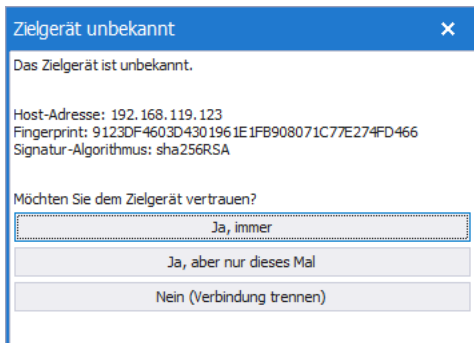 Zielgerät unbekannt
Das Zielgerät ist unbekannt.
Host-Adresse: 192.168.119.123
Fingerprint: 9123DF4603D4301961E1FB908071C77E274FD466
Signatur-Algorithmus: sha256RSA
Möchten Sie dem Zielgerät vertrauen?
Ja, immer
Ja, aber nur dieses Mal
Nein (Verbindung trennen)